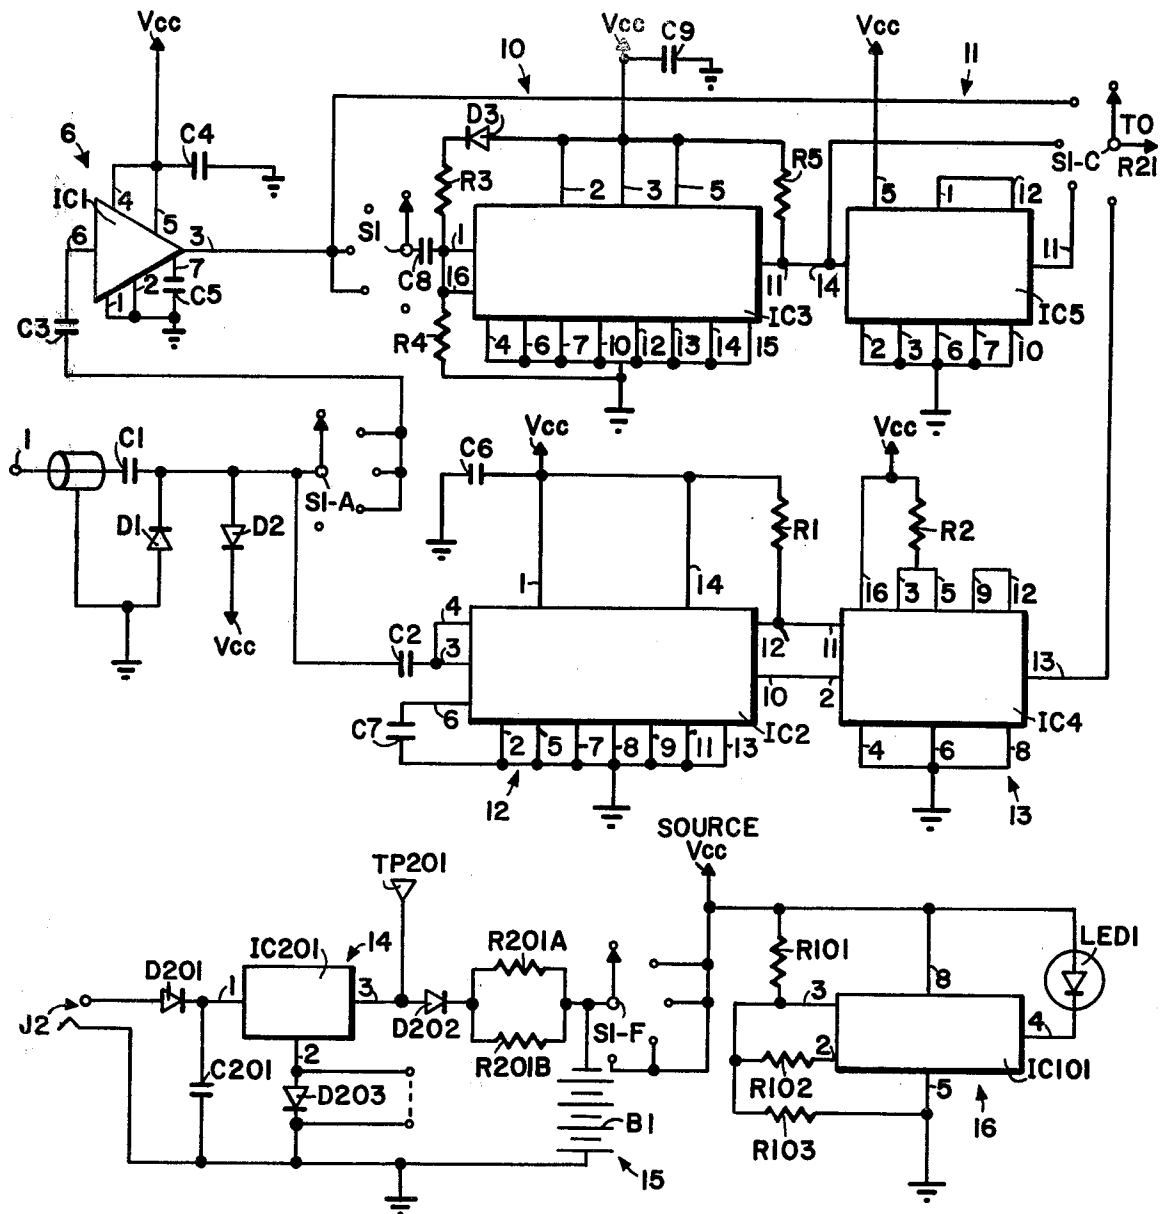 Vcc
Vcc
C9
Vcc
10
11
6
C4
D3
TO
R21
S1-C
IC1
4
5
R3
2
3
5
R5
5
1
12
6
3
S1
C8
1
16
11
14
11
7
1
2
C5
IC3
IC5
C3
R4
4
6
7
10
12
13
14
15
2
3
6
7
10
1
C1
S1-A
Vcc
C6
Vcc
D1
D2
R1
R2
Vcc
1
14
16
3
5
9
12
C2
4
3
12
11
13
10
2
C7
6
IC2
IC4
2
5
7
8
9
11
13
4
6
8
12
13
SOURCE
Vcc
TP201
IC201
14
R201A
R101
LED1
D201
1
3
8
3
J2
D202
S1-F
4
2
R201B
2
R102
IC101
C201
D203
B1
5
R103
16
15